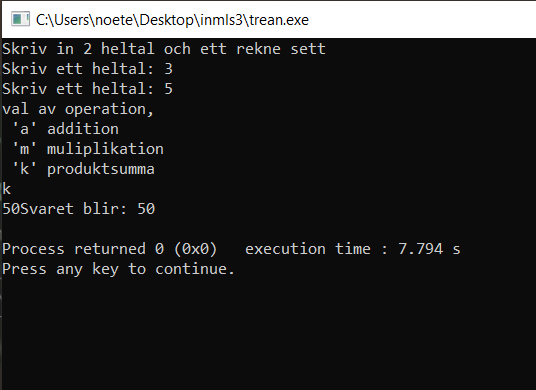 C:\Users\noete\Desktop\inmls3\trean.exe
Skriv in 2 heltal och ett rekne sett
Skriv ett heltal: 3
Skriv ett heltal: 5
val av operation,
 'a' addition
 'm' muliplikation
 'k' produktsumma
k
50Svaret blir: 50
Process returned 0 (0x0)   execution time : 7.794 s
Press any key to continue.